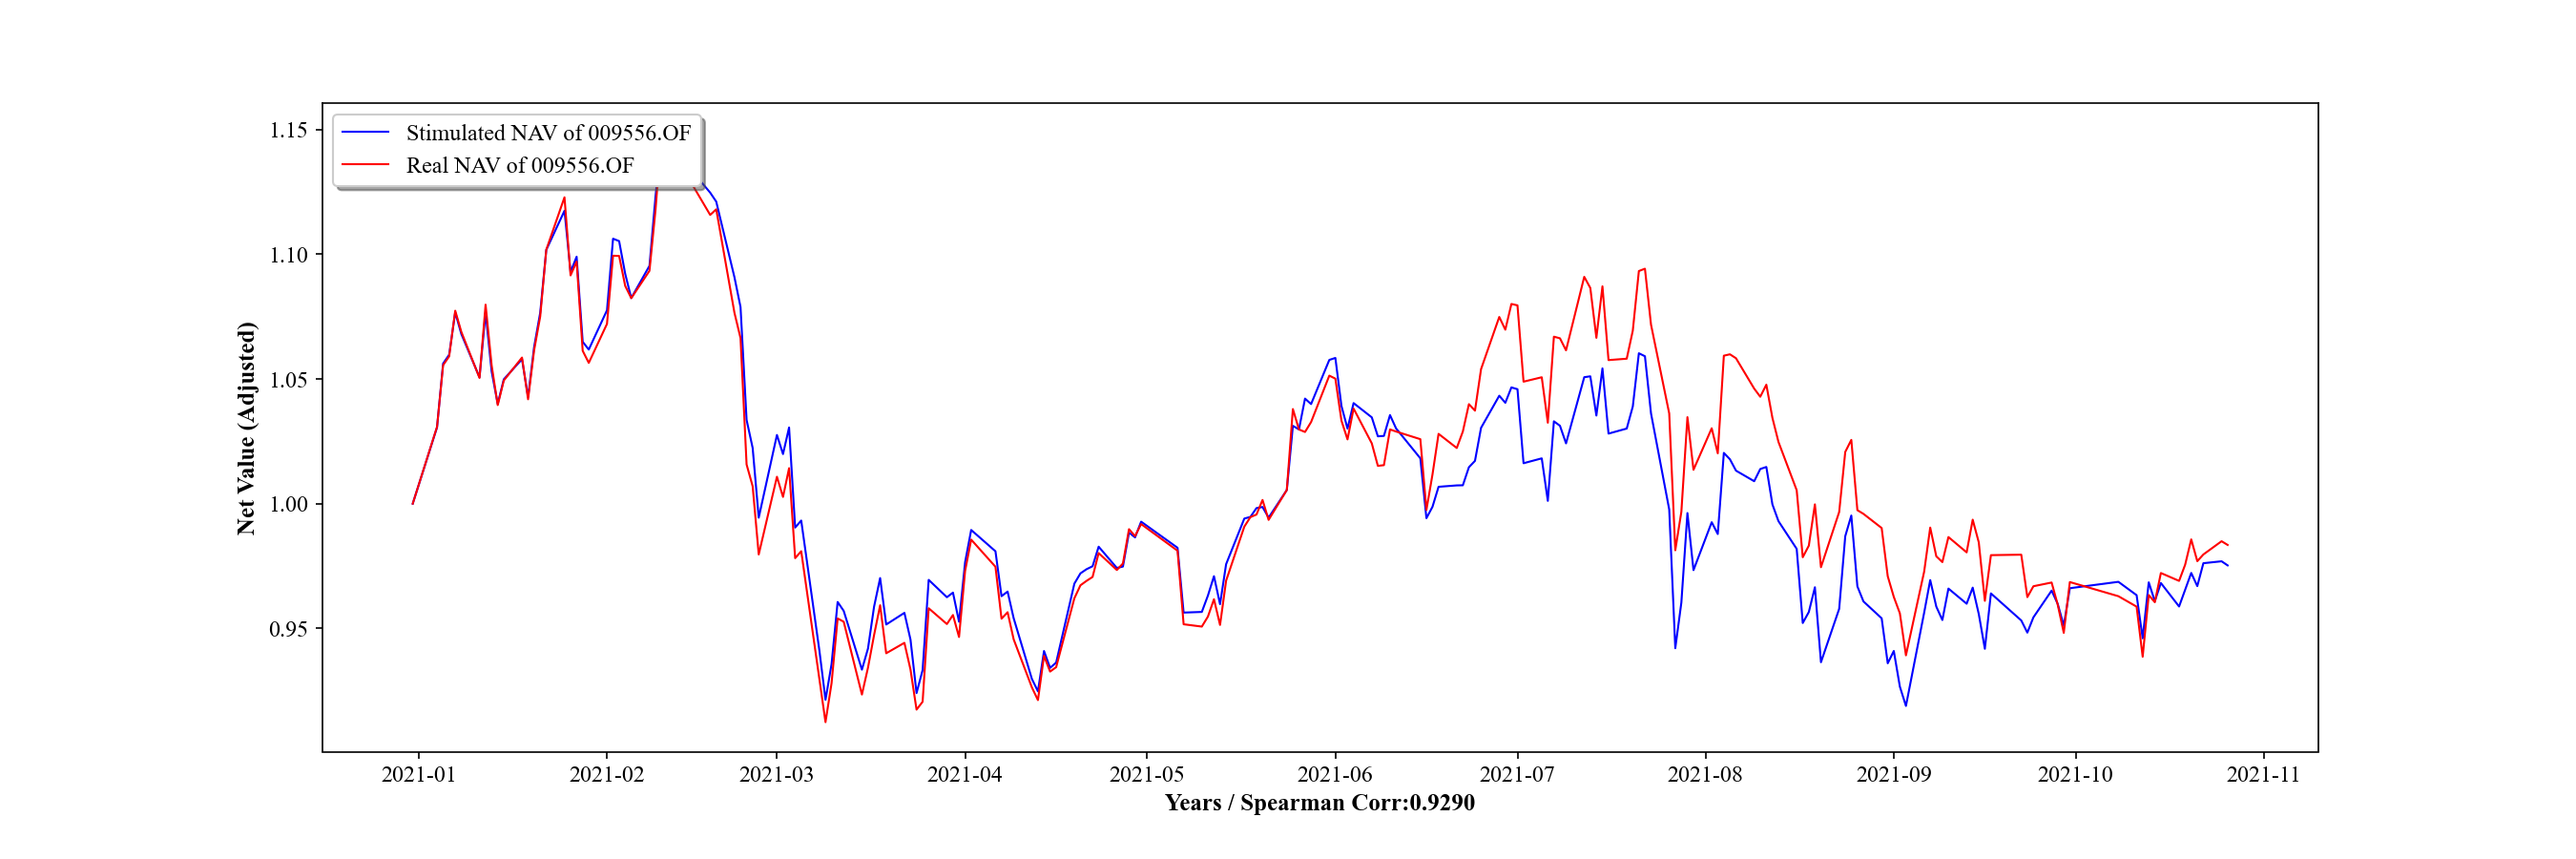 Stimulated NAV of 009556.OF
Real NAV of 009556.OF
1.15
1.10
1.05
1.00
0.95
Net Value (Adjusted)
2021-01 2021-02 2021-03 2021-04 2021-05 2021-06 2021-07 2021-08 2021-09 2021-10 2021-11
Years / Spearman Corr:0.9290